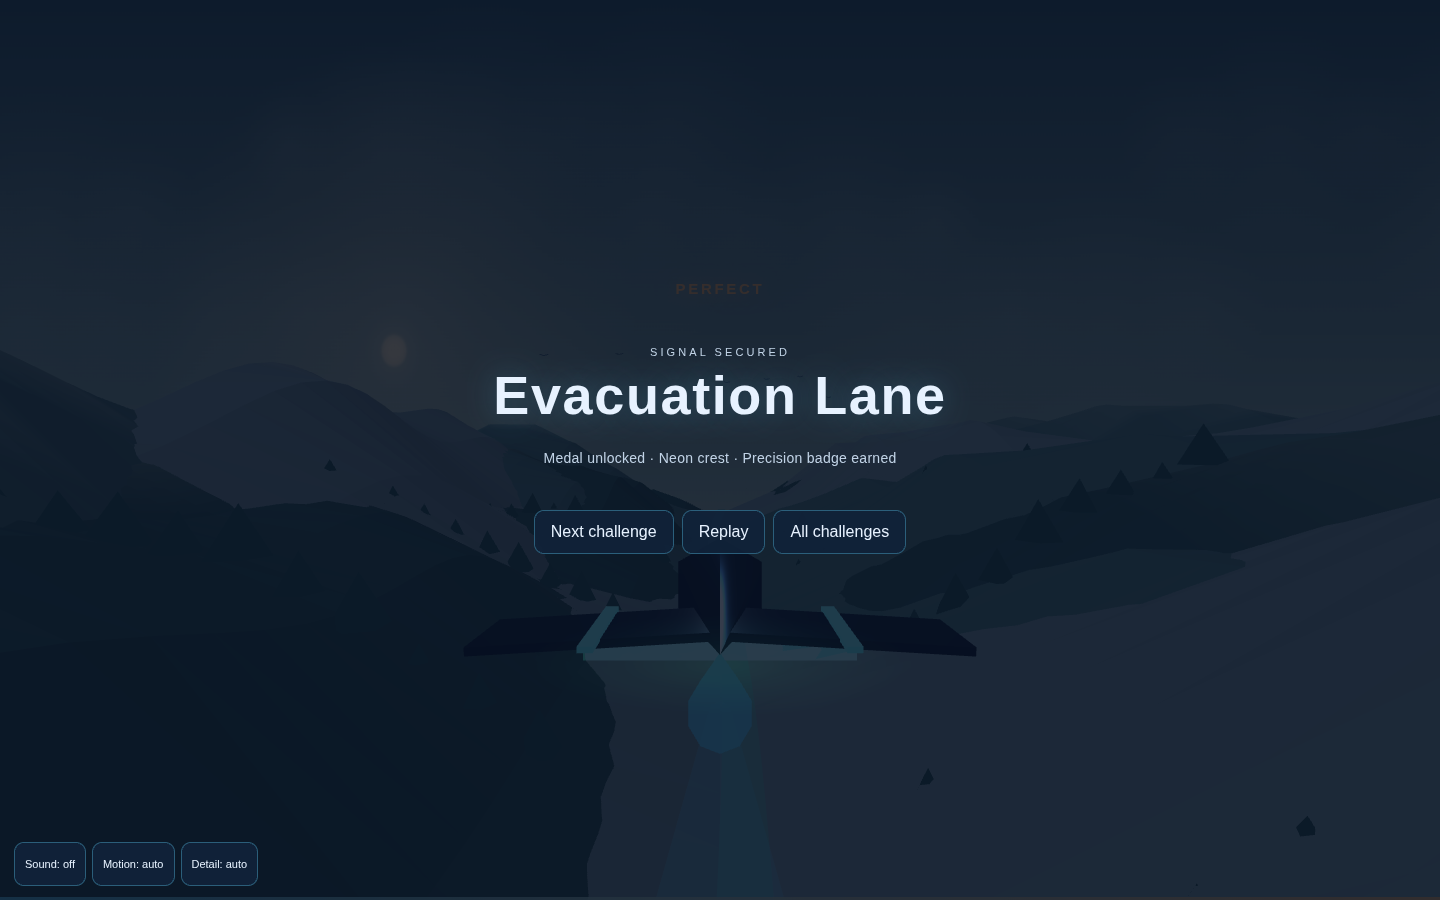 PERFECT
SIGNAL SECURED
Evacuation Lane
Medal unlocked · Neon crest · Precision badge earned
Next challenge Replay All challenges
Sound: off Motion: auto Detail: auto